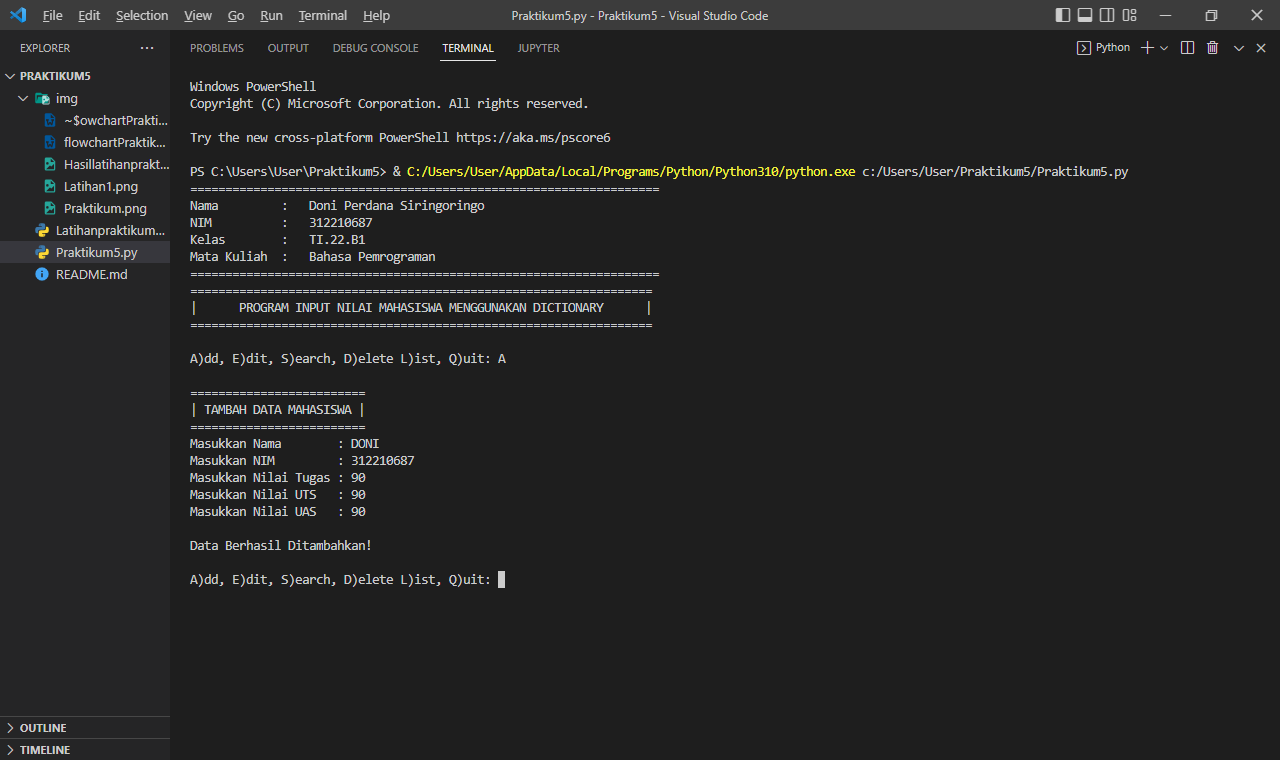 File Edit Selection View Go Run Terminal Help Praktikum5.py - Praktikum5 - Visual Studio Code
EXPLORER ...
PRAKTIKUM5
img
~$owchartPrakti...
flowchartPraktik...
Hasillatihanprakt...
Latihan1.png
Praktikum.png
Latihanpraktikum...
Praktikum5.py
README.md
OUTLINE
TIMELINE
PROBLEMS OUTPUT DEBUG CONSOLE TERMINAL JUPYTER Python
Windows PowerShell
Copyright (C) Microsoft Corporation. All rights reserved.
Try the new cross-platform PowerShell https://aka.ms/pscore6
PS C:\Users\User\Praktikum5> & C:/Users/User/AppData/Local/Programs/Python/Python310/python.exe c:/Users/User/Praktikum5/Praktikum5.py
===================================================================
Nama         :   Doni Perdana Siringoringo
NIM          :   312210687
Kelas        :   TI.22.B1
Mata Kuliah  :   Bahasa Pemrograman
===================================================================
==================================================================
|      PROGRAM INPUT NILAI MAHASISWA MENGGUNAKAN DICTIONARY      |
==================================================================
A)dd, E)dit, S)earch, D)elete L)ist, Q)uit: A
=========================
| TAMBAH DATA MAHASISWA |
=========================
Masukkan Nama        : DONI
Masukkan NIM         : 312210687
Masukkan Nilai Tugas : 90
Masukkan Nilai UTS   : 90
Masukkan Nilai UAS   : 90
Data Berhasil Ditambahkan!
A)dd, E)dit, S)earch, D)elete L)ist, Q)uit: